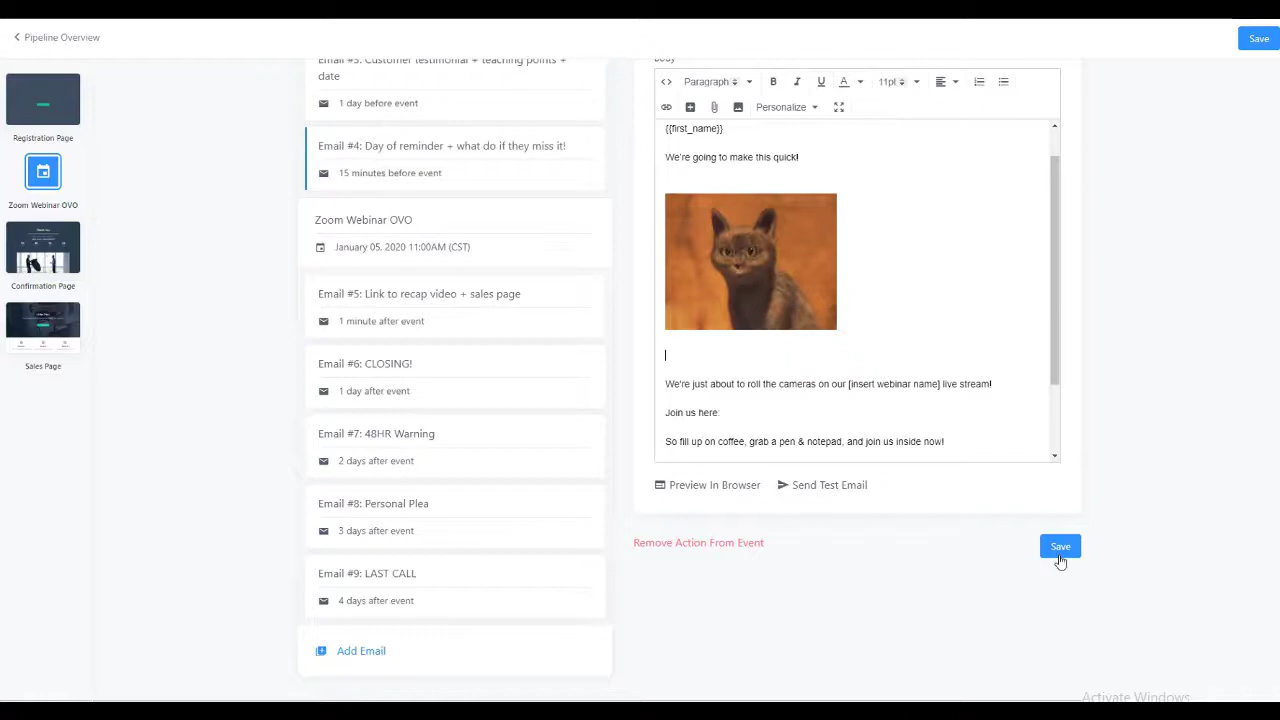 Pipeline Overview
Save
Registration Page
Zoom Webinar OVO
Confirmation Page
Sales Page
Email #3: Customer testimonial + teaching points +
date
1 day before event
Email #4: Day of reminder + what do if they miss it!
15 minutes before event
Zoom Webinar OVO
January 05, 2020 11:00AM (CST)
Email #5: Link to recap video + sales page
1 minute after event
Email #6: CLOSING!
1 day after event
Email #7: 48HR Warning
2 days after event
Email #8: Personal Plea
3 days after event
Email #9: LAST CALL
4 days after event
Add Email
Body
Paragraph B I U A 11pt
Personalize
{{first_name}}
We're going to make this quick!
We're just about to roll the cameras on our [insert webinar name] live stream!
Join us here:
So fill up on coffee, grab a pen & notepad, and join us inside now!
Preview In Browser Send Test Email
Remove Action From Event
Save
Activate Windows